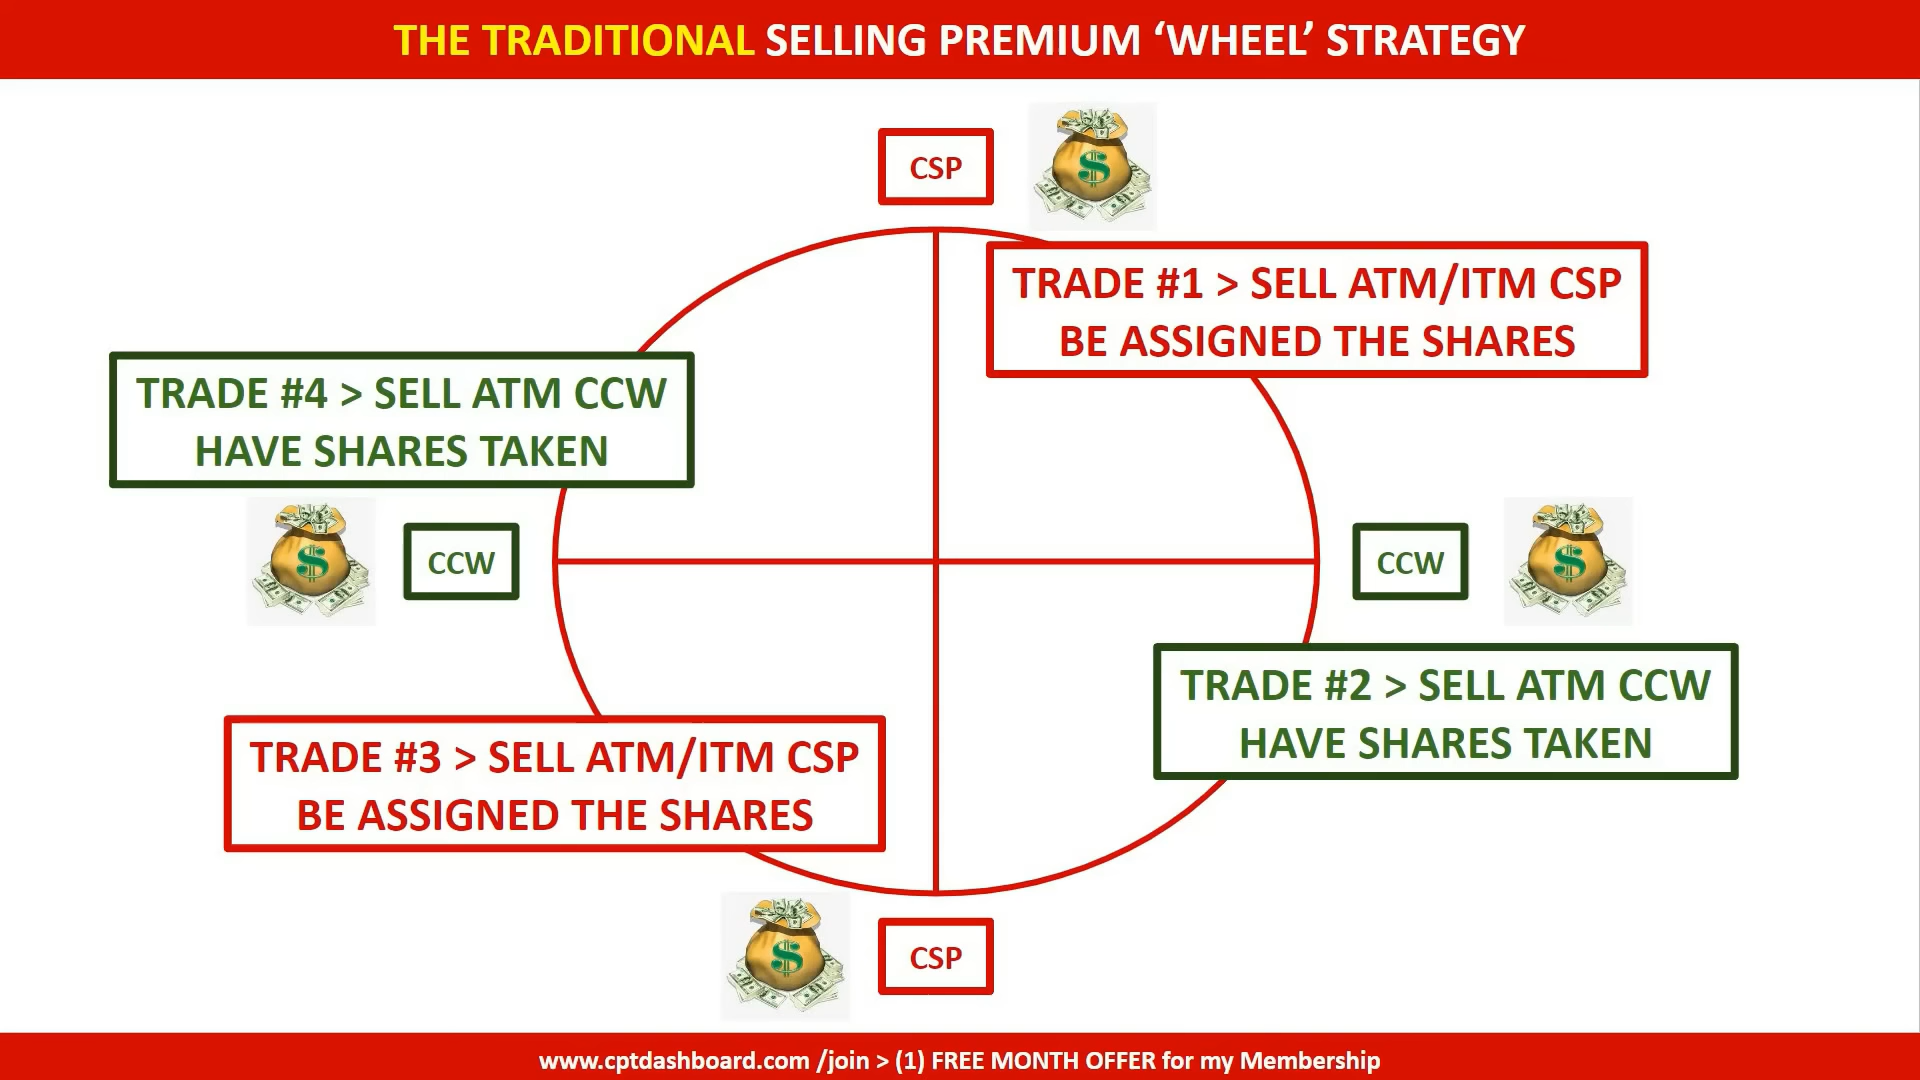 THE TRADITIONAL SELLING PREMIUM ‘WHEEL’ STRATEGY
CSP
TRADE #1 > SELL ATM/ITM CSP
BE ASSIGNED THE SHARES
TRADE #4 > SELL ATM CCW
HAVE SHARES TAKEN
CCW
CCW
TRADE #2 > SELL ATM CCW
HAVE SHARES TAKEN
TRADE #3 > SELL ATM/ITM CSP
BE ASSIGNED THE SHARES
CSP
www.cptdashboard.com /join > (1) FREE MONTH OFFER for my Membership